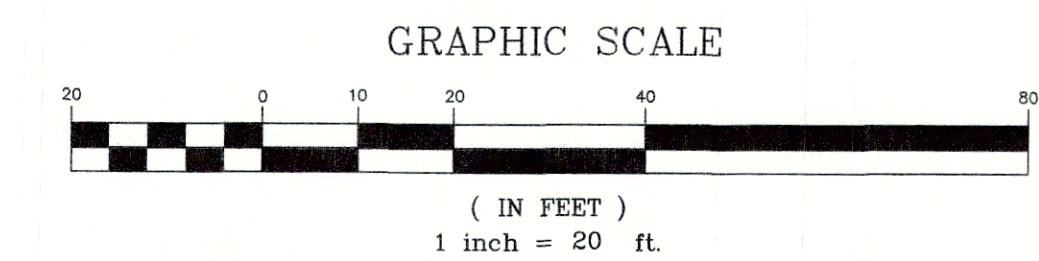 GRAPHIC SCALE
20 0 10 20 40 80
( IN FEET )
1 inch = 20 ft.